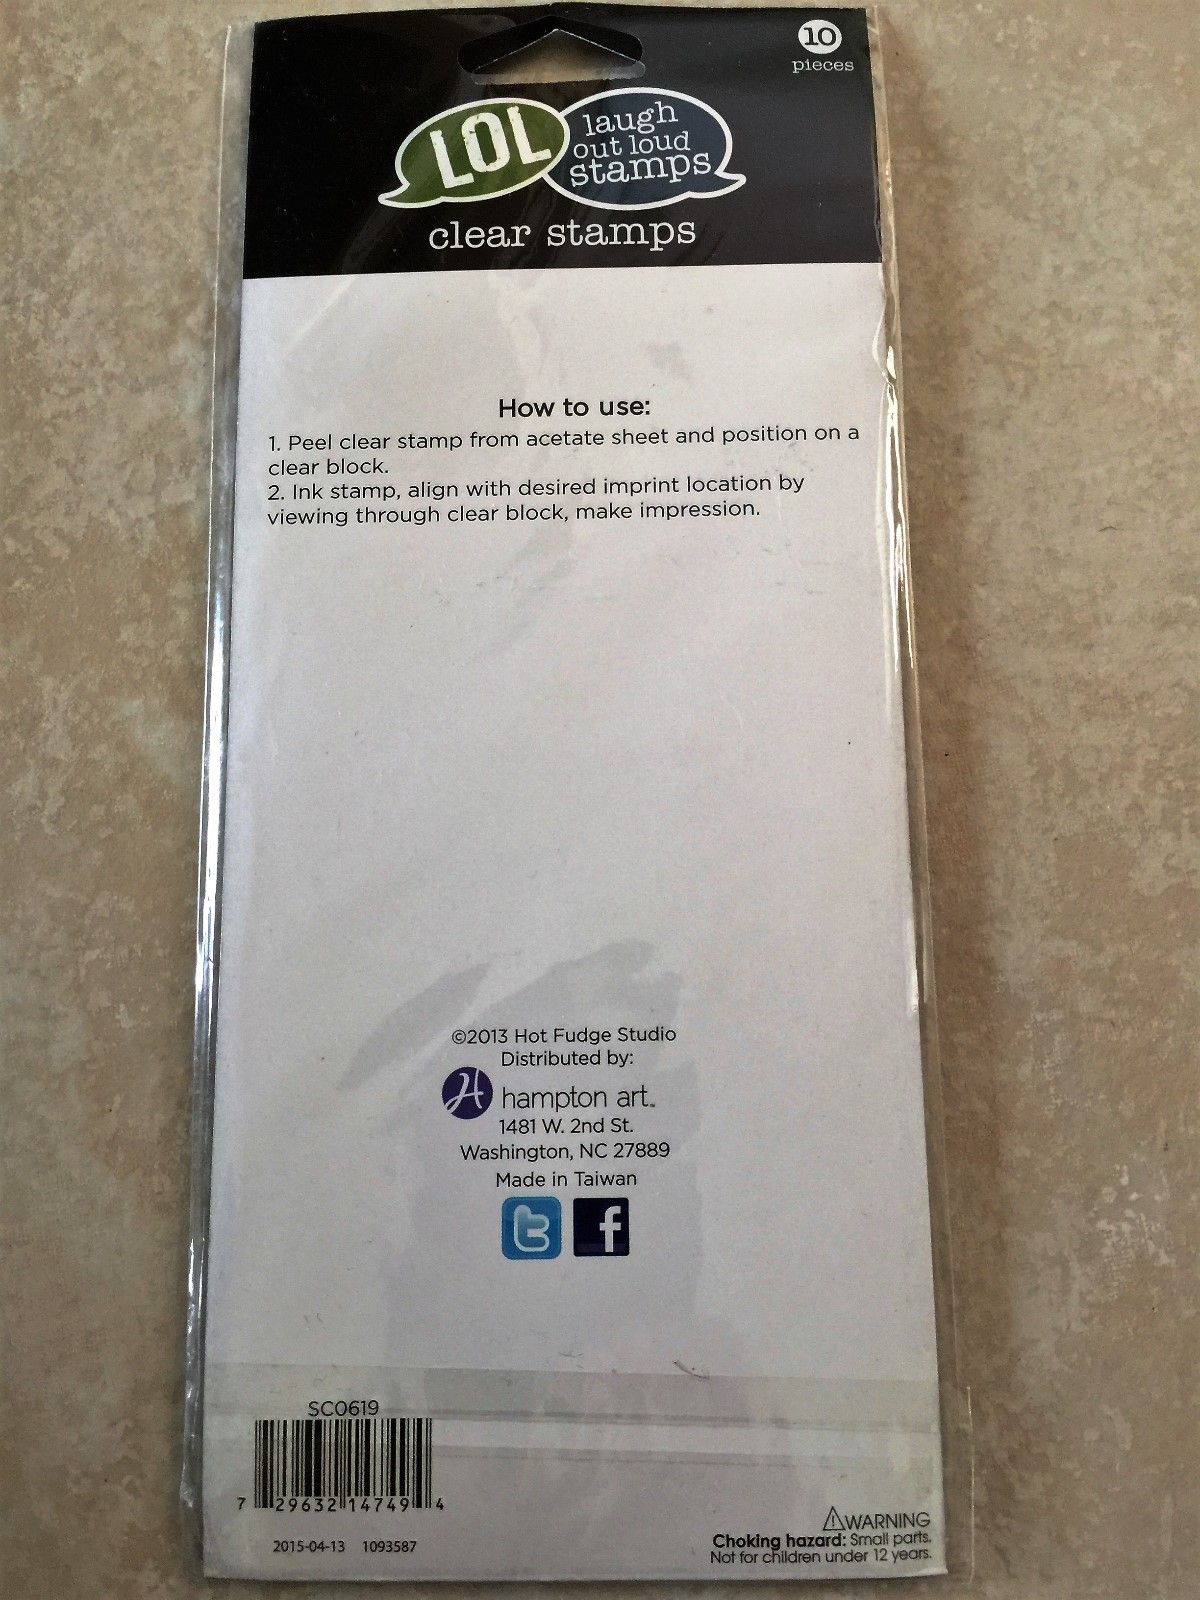 10
pieces
LOL
laugh
out loud
stamps
clear stamps
How to use:
1. Peel clear stamp from acetate sheet and position on a
clear block.
2. Ink stamp, align with desired imprint location by
viewing through clear block, make impression.
©2013 Hot Fudge Studio
Distributed by:
H hampton art™
1481 W. 2nd St.
Washington, NC 27889
Made in Taiwan
t f
SC0619
7 29632 14749 4
2015-04-13 1093587
⚠WARNING
Choking hazard: Small parts.
Not for children under 12 years.